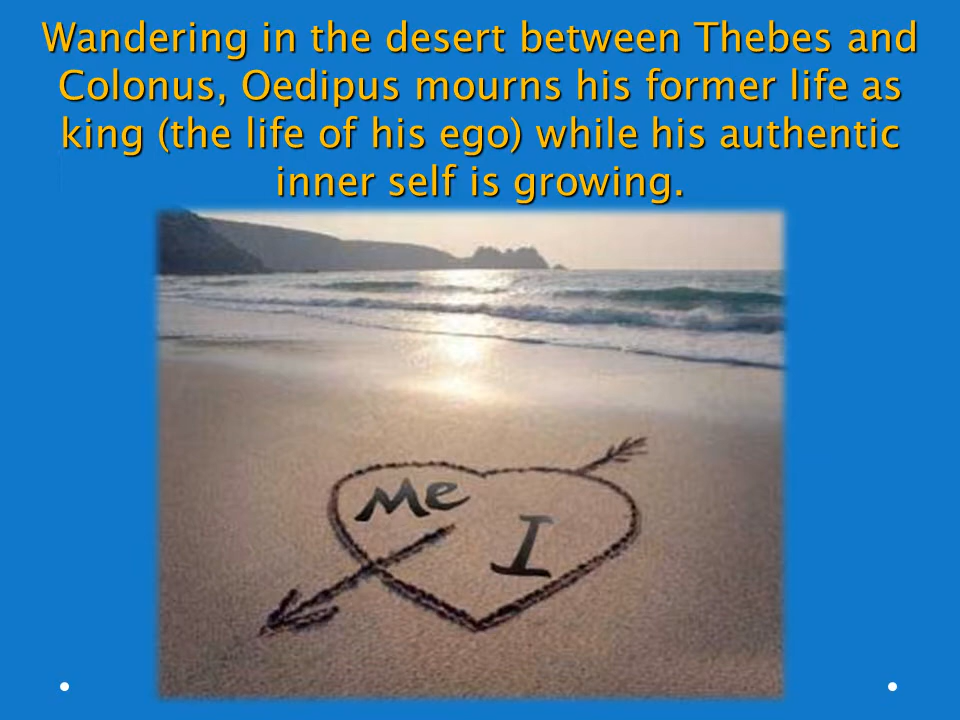 Wandering in the desert between Thebes and
Colonus, Oedipus mourns his former life as
king (the life of his ego) while his authentic
inner self is growing.
Me
I